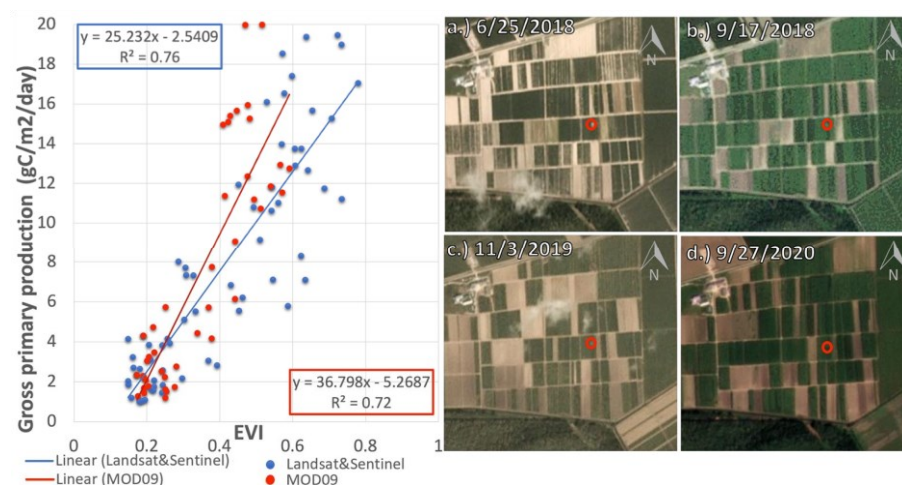 20
18
16
14
12
10
8
6
4
2
0
Gross primary production (gC/m2/day)
y = 25.232x - 2.5409
R² = 0.76
y = 36.798x - 5.2687
R² = 0.72
0
0.2
0.4
0.6
0.8
1
EVI
Linear (Landsat&Sentinel)
Landsat&Sentinel
Linear (MOD09)
MOD09
a.) 6/25/2018
N
b.) 9/17/2018
N
c.) 11/3/2019
N
d.) 9/27/2020
N